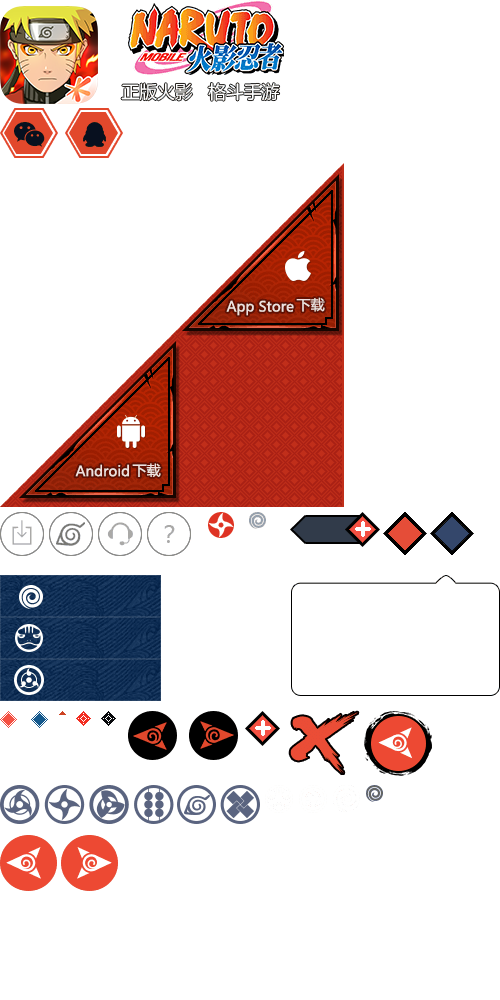 NARUTO
MOBILE 火影忍者
正版火影 格斗手游
App Store 下载
Android 下载
?